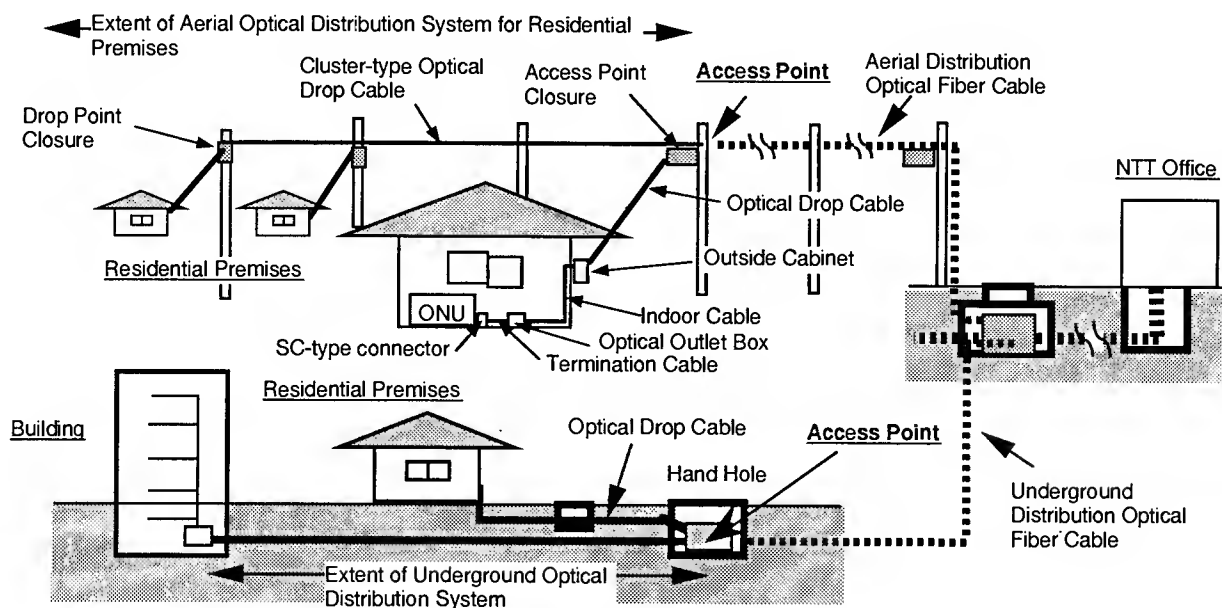 Extent of Aerial Optical Distribution System for Residential
Premises
Cluster-type Optical
Drop Cable
Access Point
Closure
Access Point
Aerial Distribution
Optical Fiber Cable
Drop Point
Closure
NTT Office
Optical Drop Cable
Outside Cabinet
Residential Premises
ONU
Indoor Cable
SC-type connector
Optical Outlet Box
Termination Cable
Residential Premises
Building
Optical Drop Cable
Access Point
Hand Hole
Underground
Distribution Optical
Fiber Cable
Extent of Underground Optical
Distribution System